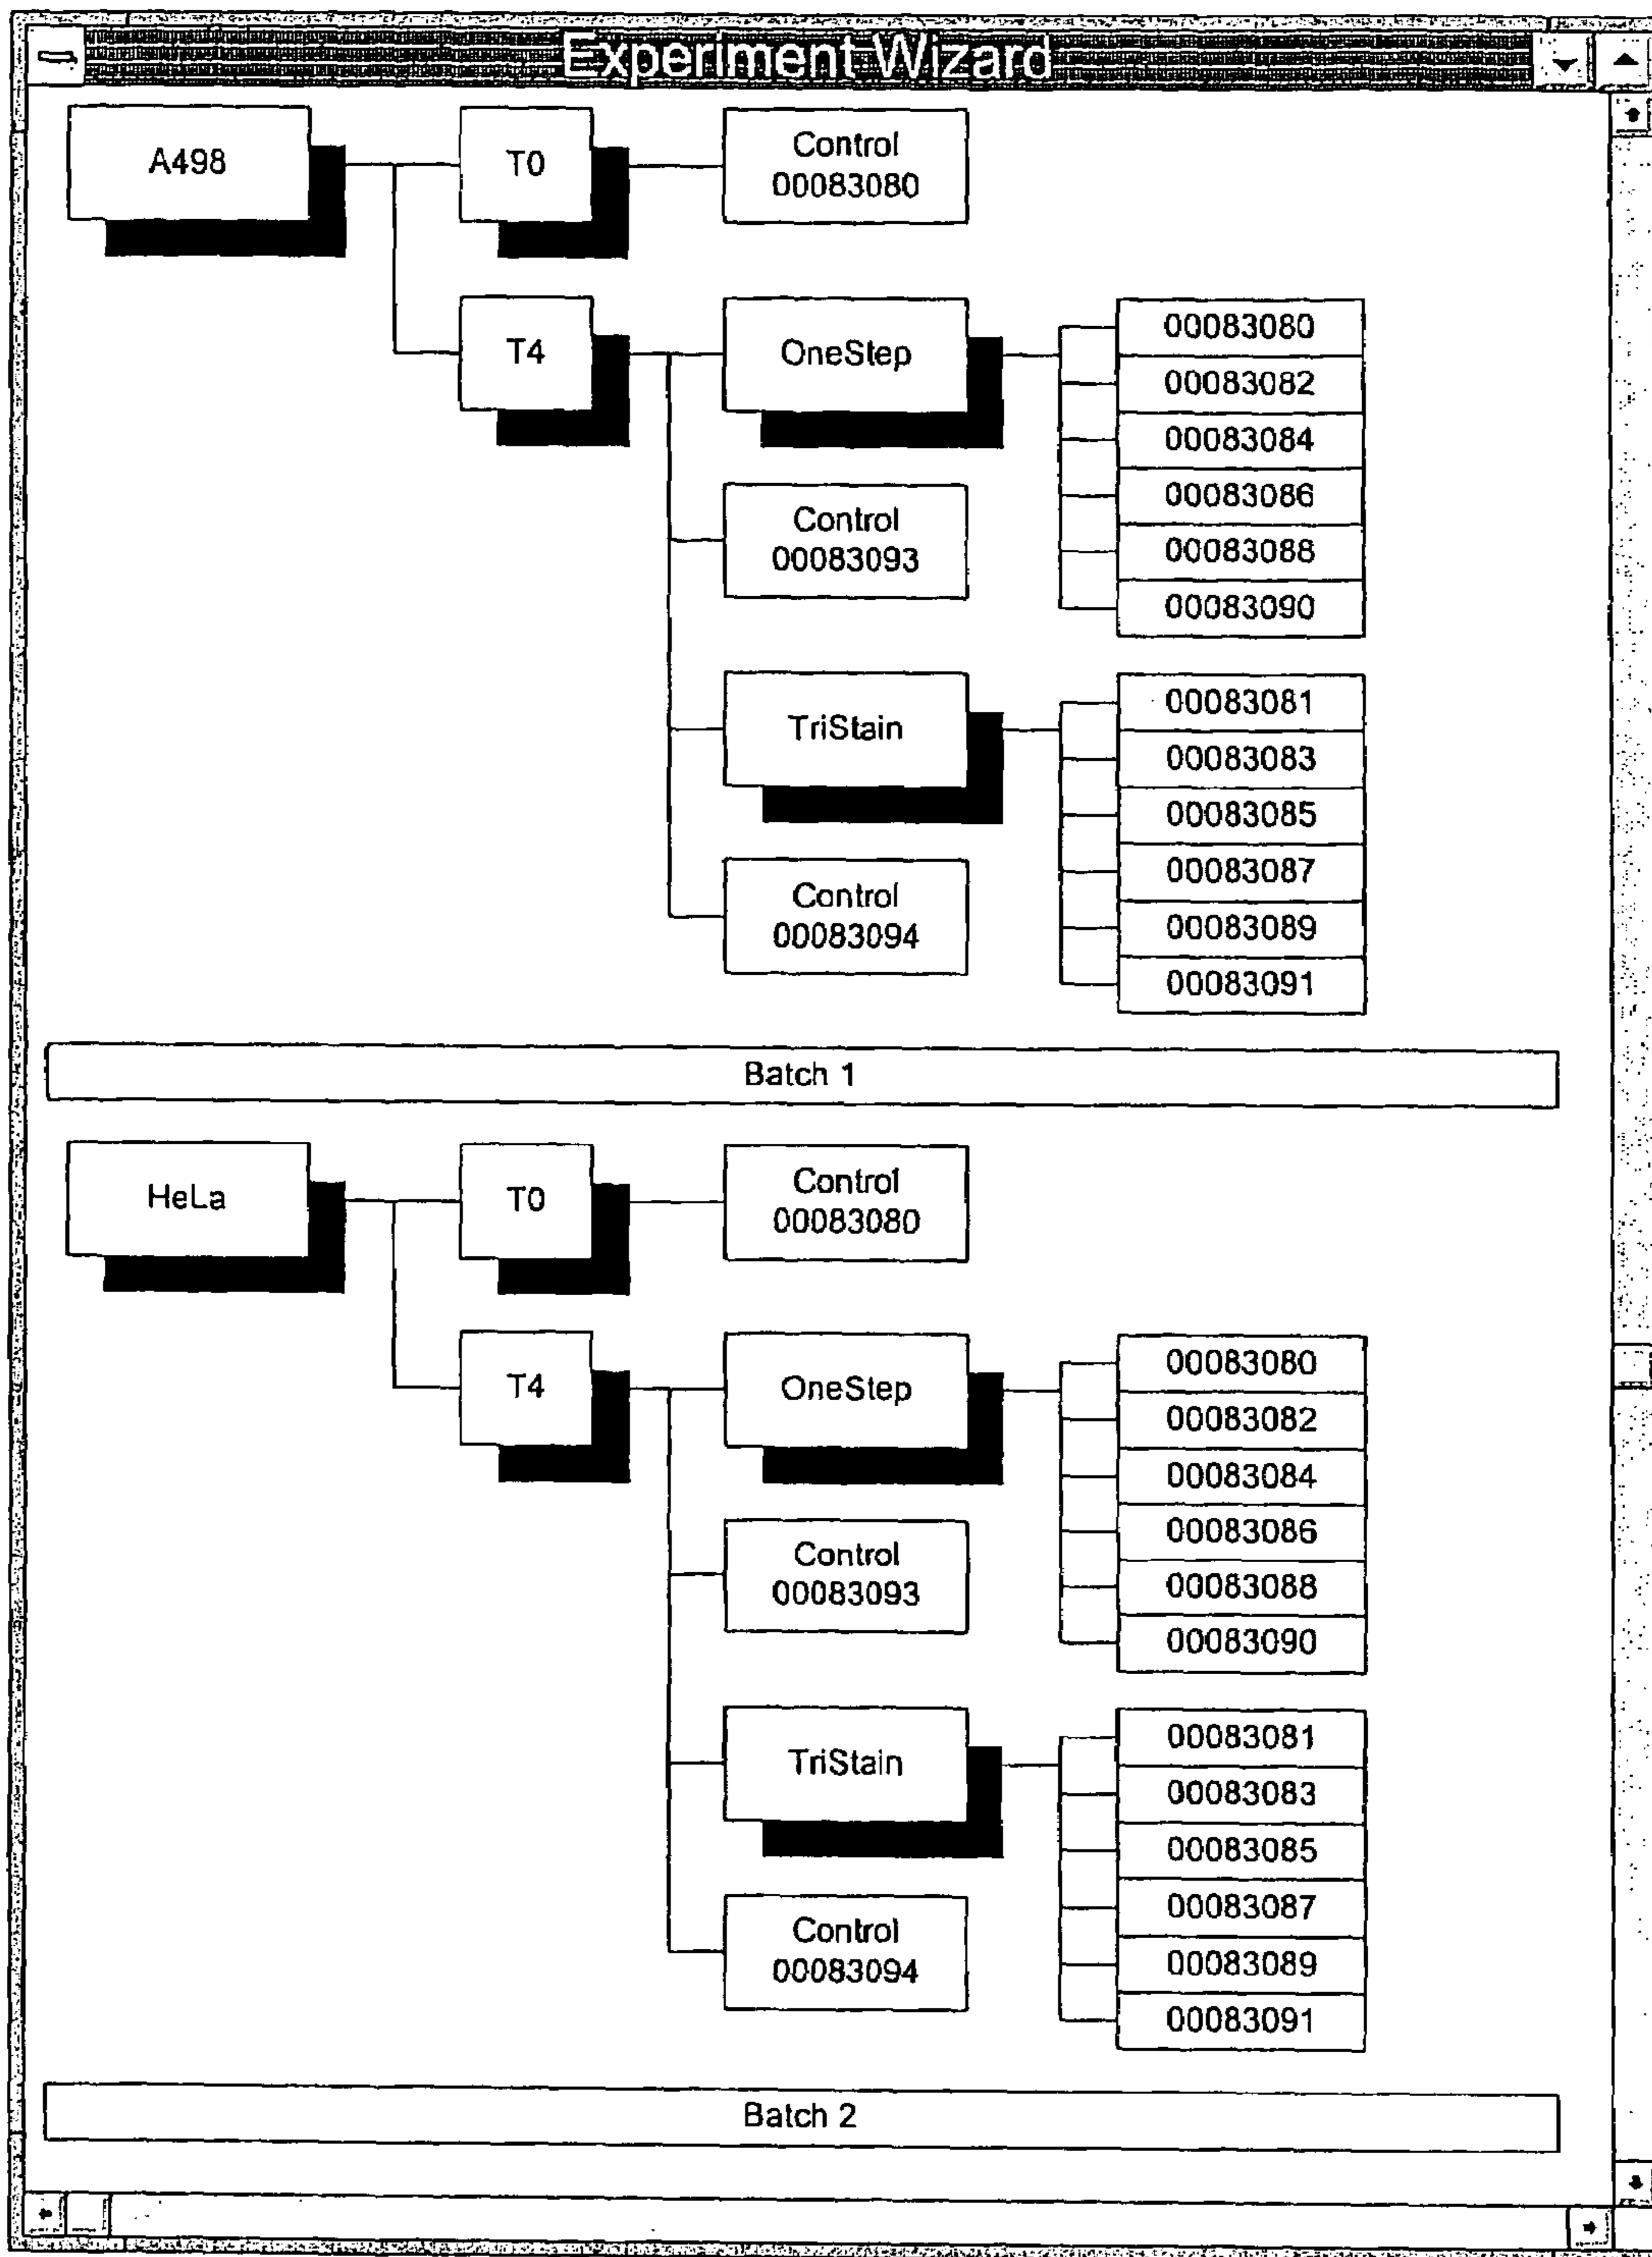 Experiment Wizard
A498
T0
Control
00083080
T4
OneStep
00083080
00083082
00083084
00083086
00083088
00083090
Control
00083093
TriStain
00083081
00083083
00083085
00083087
00083089
00083091
Control
00083094
Batch 1
HeLa
T0
Control
00083080
T4
OneStep
00083080
00083082
00083084
00083086
00083088
00083090
Control
00083093
TriStain
00083081
00083083
00083085
00083087
00083089
00083091
Control
00083094
Batch 2